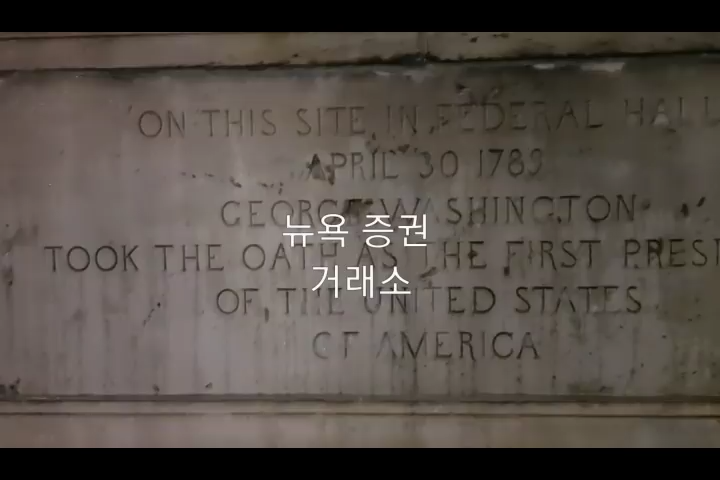 ON THIS SITE IN FEDERAL HALL
APRIL 30 1789
GEORGE WASHINGTON
뉴욕 증권
TOOK THE OATH AS THE FIRST PRESI
거래소
OF THE UNITED STATES
OF AMERICA